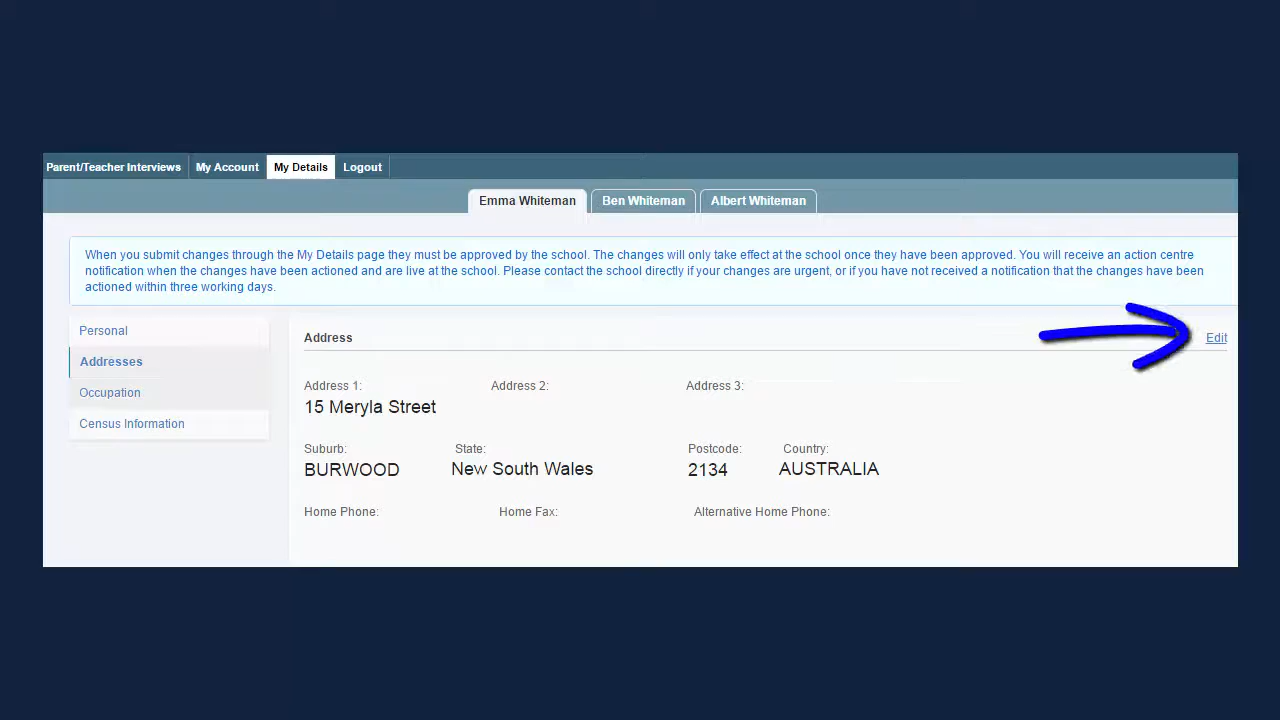 Parent/Teacher Interviews My Account My Details Logout
Emma Whiteman Ben Whiteman Albert Whiteman
When you submit changes through the My Details page they must be approved by the school. The changes will only take effect at the school once they have been approved. You will receive an action centre
notification when the changes have been actioned and are live at the school. Please contact the school directly if your changes are urgent, or if you have not received a notification that the changes have been
actioned within three working days.
Personal
Addresses
Occupation
Census Information
Address Edit
Address 1: Address 2: Address 3:
15 Meryla Street
Suburb: State: Postcode: Country:
BURWOOD New South Wales 2134 AUSTRALIA
Home Phone: Home Fax: Alternative Home Phone: